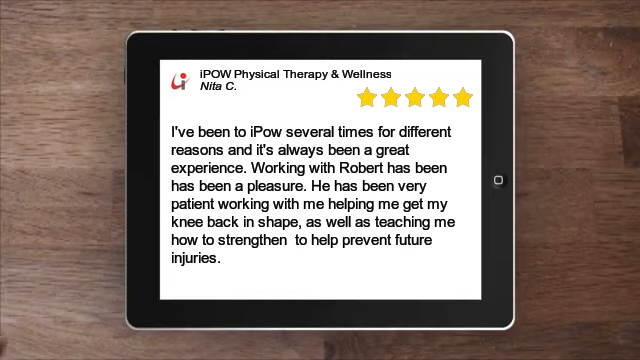 iPOW Physical Therapy & Wellness
Nita C.
I've been to iPow several times for different
reasons and it's always been a great
experience. Working with Robert has been
has been a pleasure. He has been very
patient working with me helping me get my
knee back in shape, as well as teaching me
how to strengthen  to help prevent future
injuries.